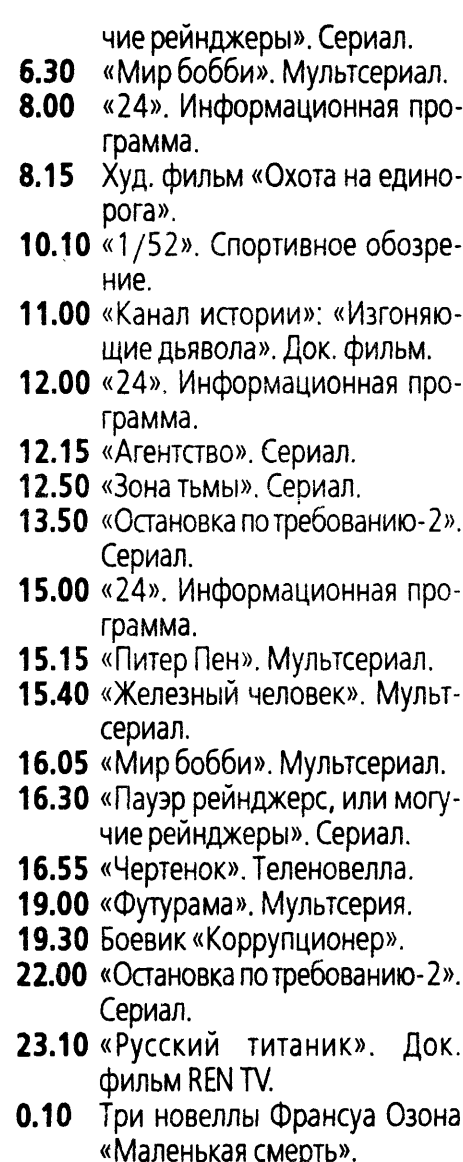 чие рейнджеры». Сериал.
6.30 «Мир бобби». Мультсериал.
8.00 «24». Информационная про-
грамма.
8.15 Худ. фильм «Охота на едино-
рога».
10.10 «1/52». Спортивное обозре-
ние.
11.00 «Канал истории»: «Изгоняю-
щие дьявола». Док. фильм.
12.00 «24». Информационная про-
грамма.
12.15 «Агентство». Сериал.
12.50 «Зона тьмы». Сериал.
13.50 «Остановка по требованию-2».
Сериал.
15.00 «24». Информационная про-
грамма.
15.15 «Питер Пен». Мультсериал.
15.40 «Железный человек». Мульт-
сериал.
16.05 «Мир бобби». Мультсериал.
16.30 «Пауэр рейнджерс, или могу-
чие рейнджеры». Сериал.
16.55 «Чертенок». Теленовелла.
19.00 «Футурама». Мультсерия.
19.30 Боевик «Коррупционер».
22.00 «Остановка по требованию-2».
Сериал.
23.10 «Русский титаник». Док.
фильм REN TV.
0.10 Три новеллы Франсуа Озона
«Маленькая смерть».